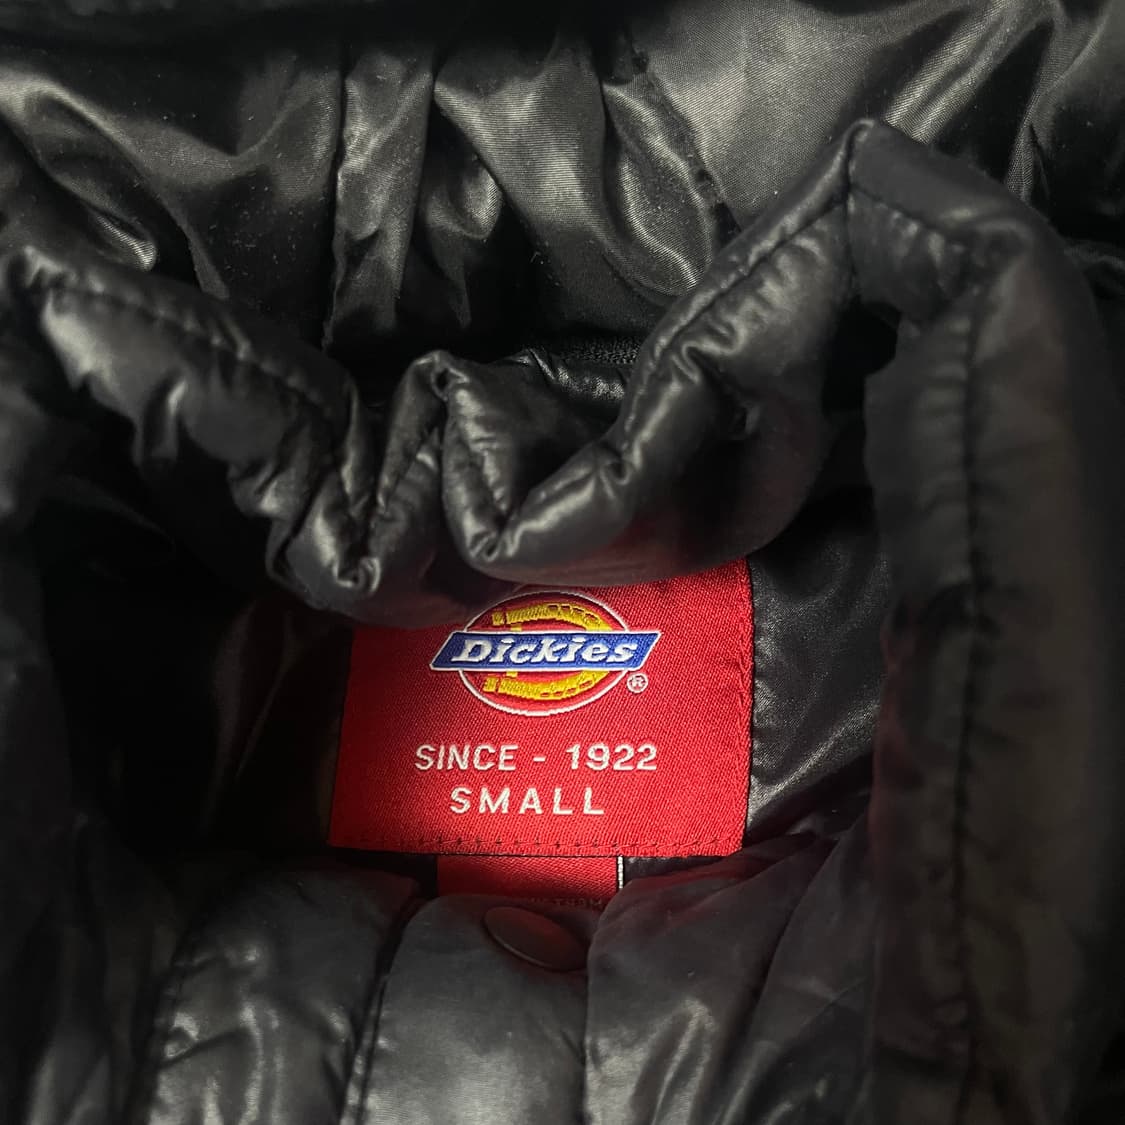 Dickies®
SINCE - 1922
SMALL